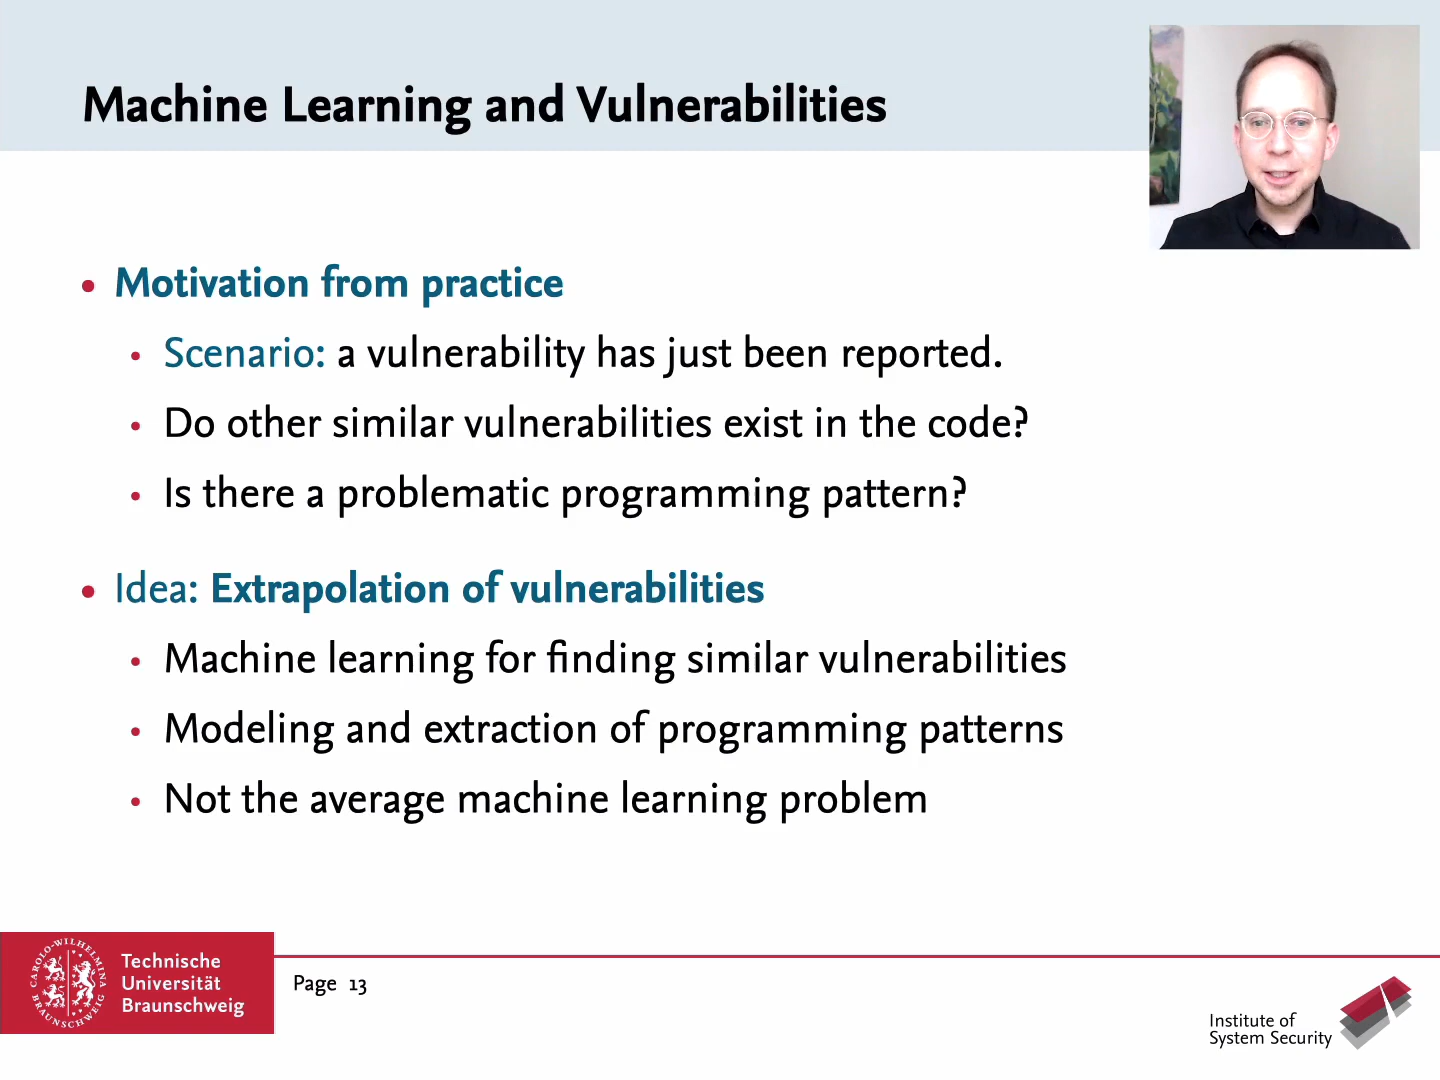 Machine Learning and Vulnerabilities
• Motivation from practice
• Scenario: a vulnerability has just been reported.
• Do other similar vulnerabilities exist in the code?
• Is there a problematic programming pattern?
• Idea: Extrapolation of vulnerabilities
• Machine learning for finding similar vulnerabilities
• Modeling and extraction of programming patterns
• Not the average machine learning problem
CAROLO-WILHELMINA
BRAUNSCHWEIG
Technische
Universität
Braunschweig
Page 13
Institute of
System Security